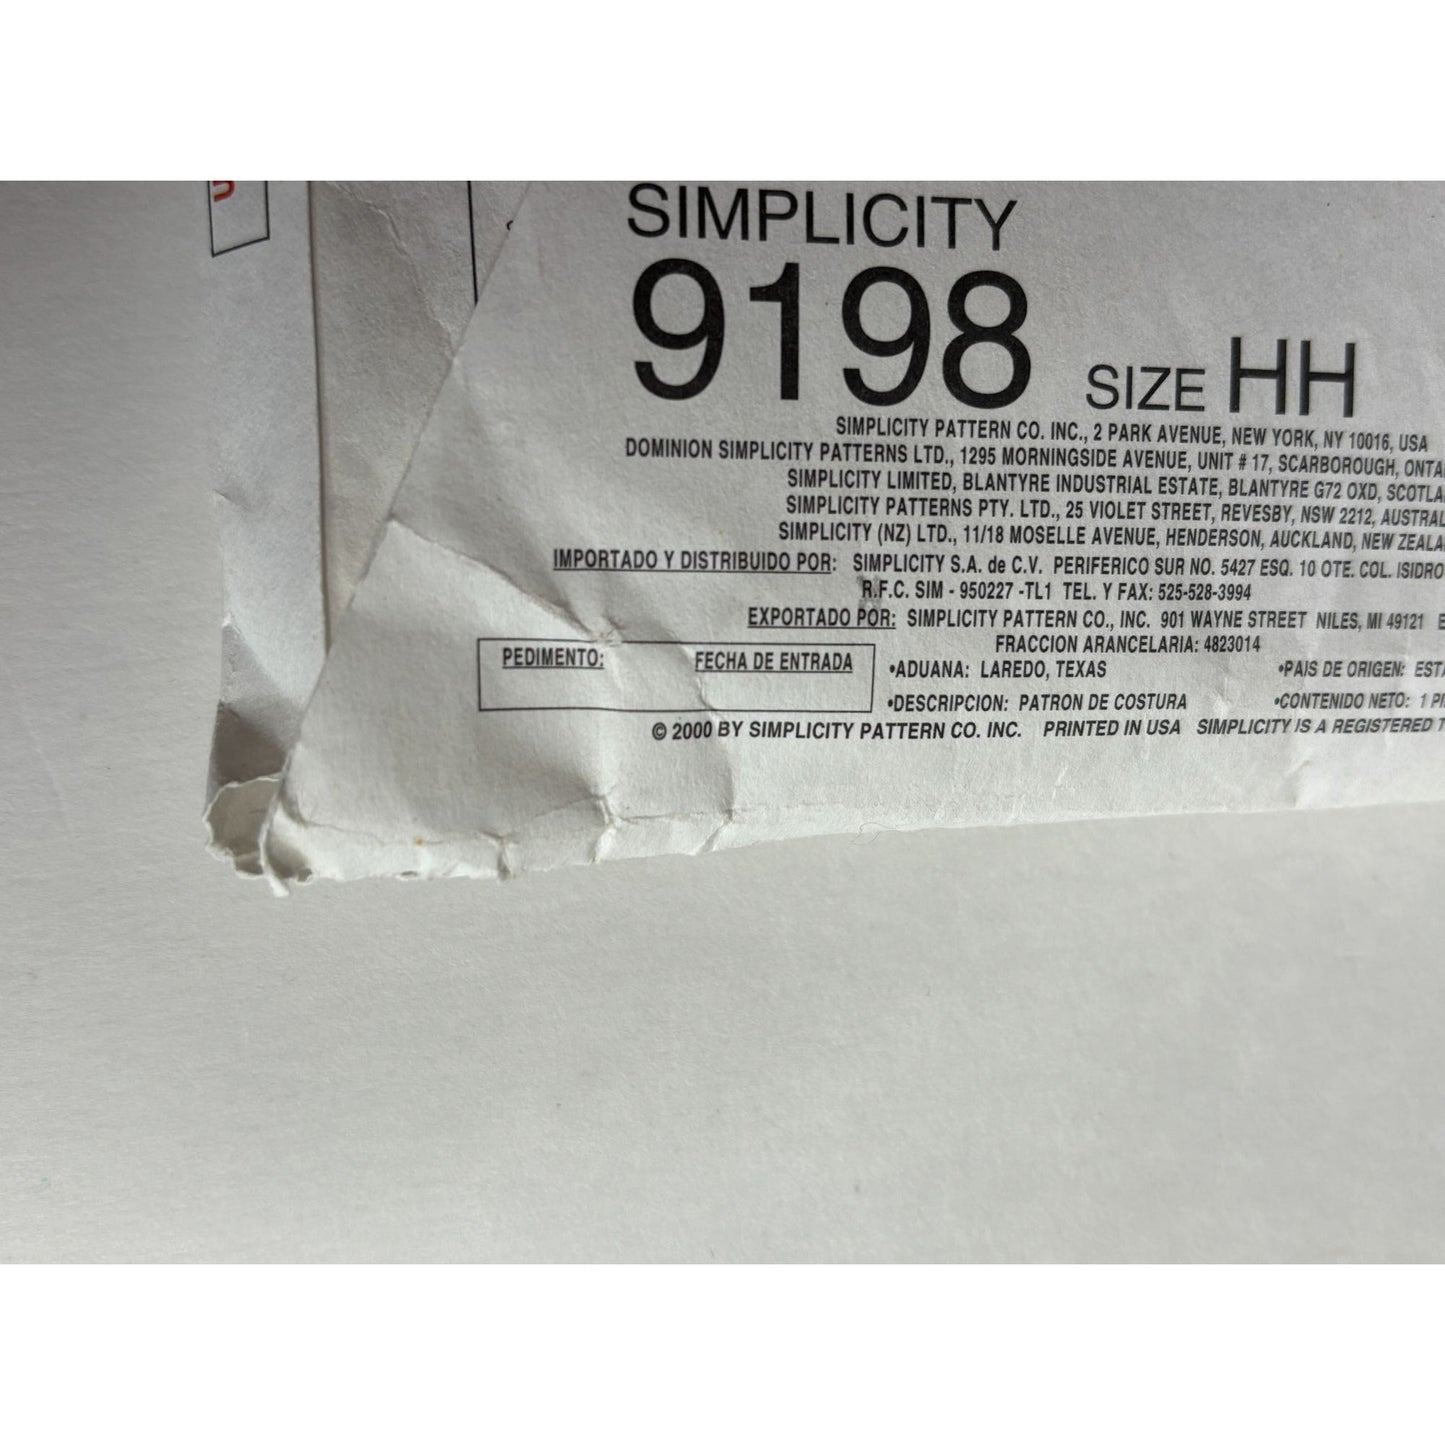 SIMPLICITY
9198 SIZE HH
SIMPLICITY PATTERN CO. INC., 2 PARK AVENUE, NEW YORK, NY 10016, USA
DOMINION SIMPLICITY PATTERNS LTD., 1295 MORNINGSIDE AVENUE, UNIT # 17, SCARBOROUGH,
SIMPLICITY LIMITED, BLANTYRE INDUSTRIAL ESTATE, BLANTYRE G72 OXD,
SIMPLICITY PATTERNS PTY. LTD., 25 VIOLET STREET, REVESBY, NSW 2212,
SIMPLICITY (NZ) LTD., 11/18 MOSELLE AVENUE, HENDERSON, AUCKLAND, NEW
IMPORTADO Y DISTRIBUIDO POR: SIMPLICITY S.A. de C.V. PERIFERICO SUR NO. 5427 ESQ. 10 OTE. COL. ISIDRO
R.F.C. SIM - 950227 -TL1 TEL. Y FAX: 525-528-3994
EXPORTADO POR: SIMPLICITY PATTERN CO., INC. 901 WAYNE STREET NILES, MI 49121
FRACCION ARANCELARIA: 4823014
PEDIMENTO: FECHA DE ENTRADA
•ADUANA: LAREDO, TEXAS •PAIS DE ORIGEN:
•DESCRIPCION: PATRON DE COSTURA •CONTENIDO NETO: 1
© 2000 BY SIMPLICITY PATTERN CO. INC. PRINTED IN USA SIMPLICITY IS A REGISTERED